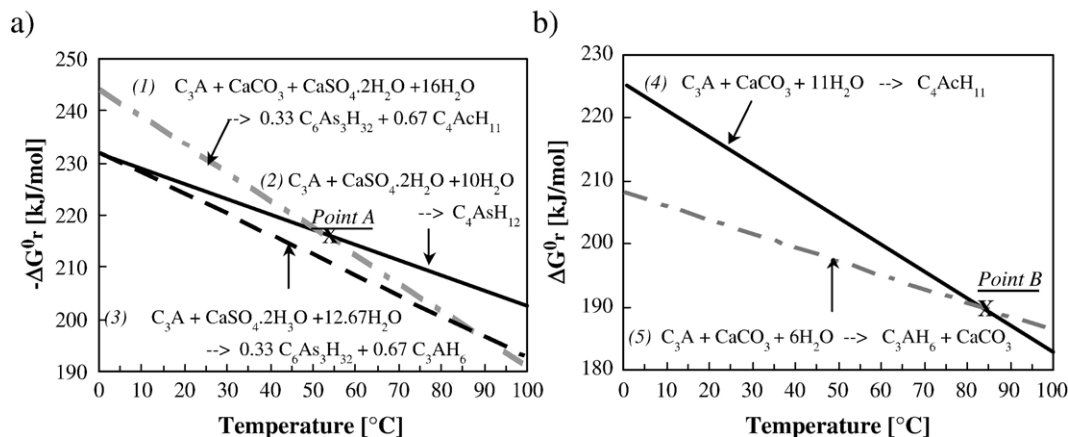 a)
250
240
230
220
210
200
190
-ΔG⁰r [kJ/mol]
(1) C₃A + CaCO₃ + CaSO₄.2H₂O +16H₂O
--> 0.33 C₆As₃H₃₂ + 0.67 C₄AcH₁₁
(2) C₃A + CaSO₄.2H₂O +10H₂O
--> C₄AsH₁₂
Point A
X
(3) C₃A + CaSO₄.2H₃O +12.67H₂O
--> 0.33 C₆As₃H₃₂ + 0.67 C₃AH₆
0 10 20 30 40 50 60 70 80 90 100
Temperature [°C]
b)
230
220
210
200
190
180
ΔG⁰r [kJ/mol]
(4) C₃A + CaCO₃ + 11H₂O --> C₄AcH₁₁
Point B
X
(5) C₃A + CaCO₃ + 6H₂O --> C₃AH₆ + CaCO₃
0 10 20 30 40 50 60 70 80 90 100
Temperature [°C]